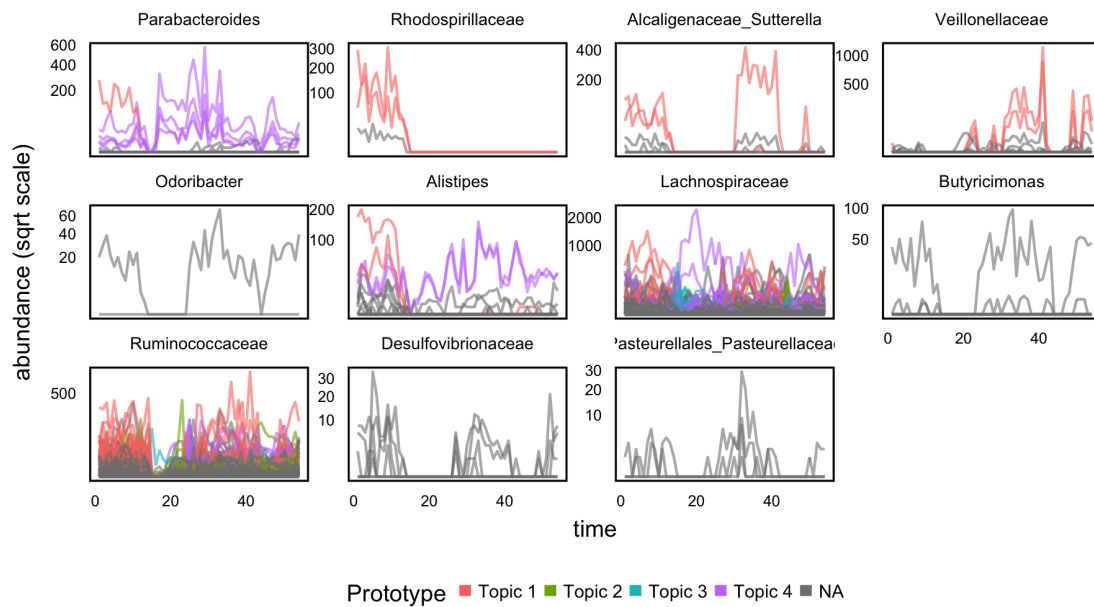 Parabacteroides Rhodospirillaceae Alcaligenaceae_Sutterella Veillonellaceae
600 400 200
300 200 100
400 200
1000 500
Odoribacter Alistipes Lachnospiraceae Butyricimonas
60 40 20
200 100
2000 1000
100 50
0 20 40
Ruminococcaceae Desulfovibrionaceae Pasteurellales_Pasteurellaceae
500
30 20 10
30 20 10
0 20 40
0 20 40
0 20 40
abundance (sqrt scale)
time
Prototype Topic 1 Topic 2 Topic 3 Topic 4 NA